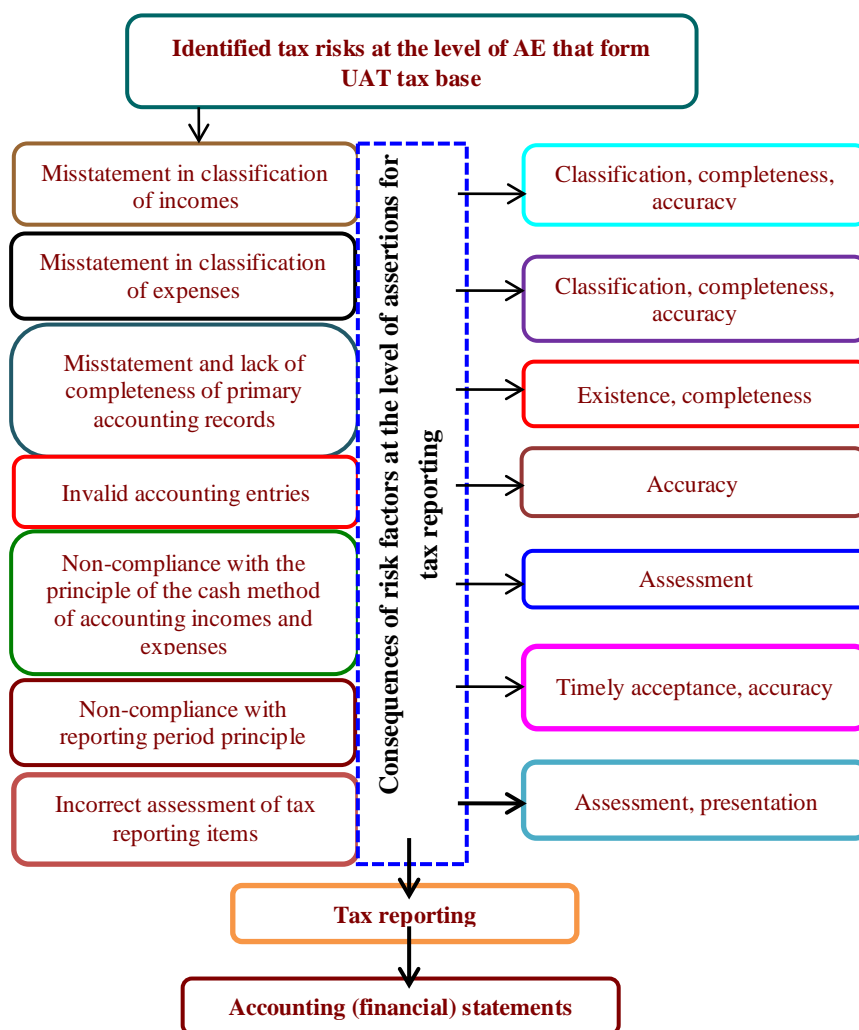 Identified tax risks at the level of AE that form
UAT tax base
Misstatement in classification
of incomes
Misstatement in classification
of expenses
Misstatement and lack of
completeness of primary
accounting records
Invalid accounting entries
Non-compliance with the
principle of the cash method
of accounting incomes and
expenses
Non-compliance with
reporting period principle
Incorrect assessment of tax
reporting items
Consequences of risk factors at the level of assertions for
tax reporting
Classification, completeness,
accuracy
Classification, completeness,
accuracy
Existence, completeness
Accuracy
Assessment
Timely acceptance, accuracy
Assessment, presentation
Tax reporting
Accounting (financial) statements